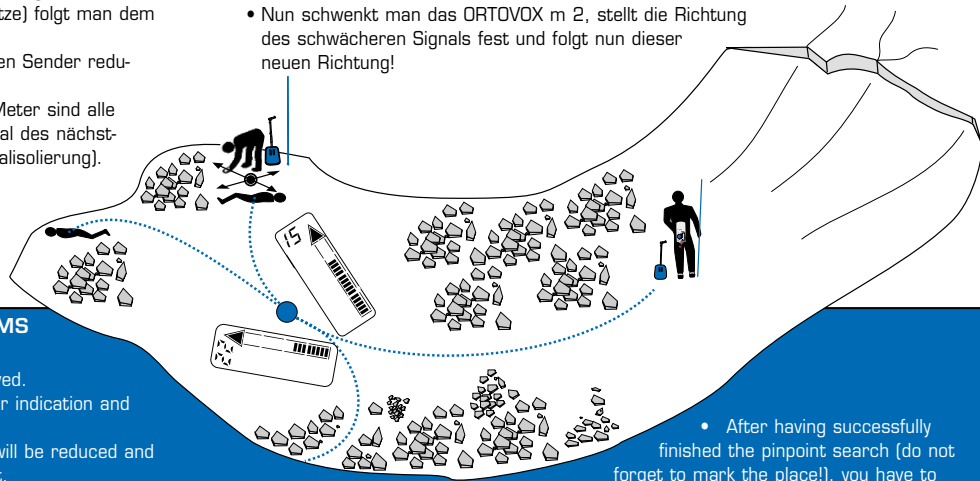 tze) folgt man dem
en Sender redu-
Meter sind alle
al des nächst-
alisolierung).
• Nun schwenkt man das ORTOVOX m 2, stellt die Richtung
des schwächeren Signals fest und folgt nun dieser
neuen Richtung!
15
MS
ved.
r indication and
will be reduced and
t.
• After having successfully
finished the pinpoint search (do not
forget to mark the place!), you have to